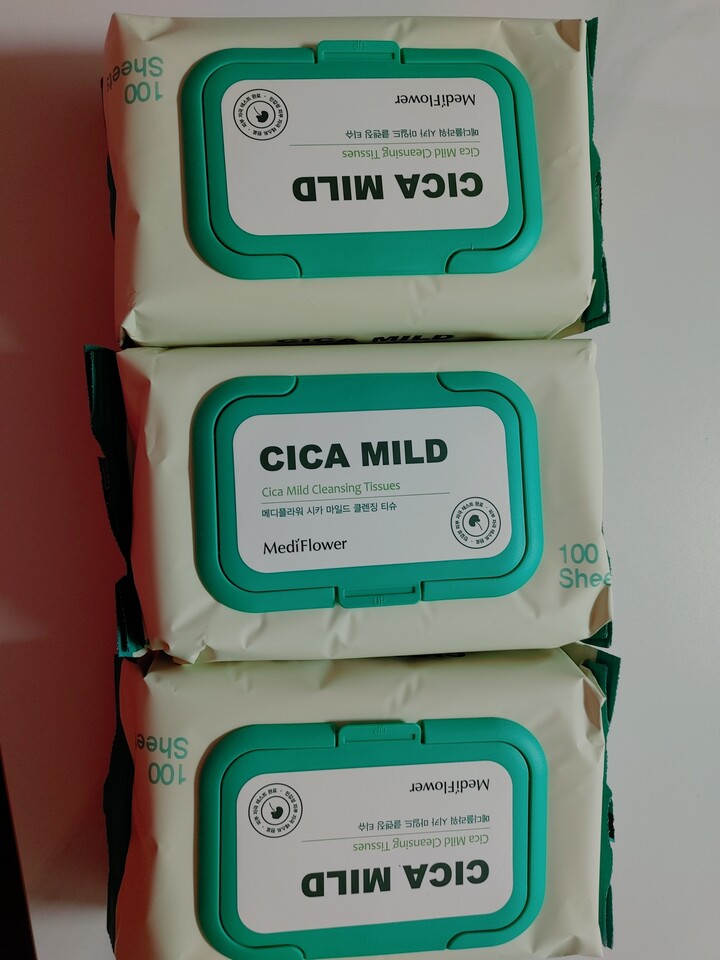 100
Sheet
MediFlower
메디플라워 시카 마일드 클렌징 티슈
Cica Mild Cleansing Tissues
CICA MILD
CICA MILD
CICA MILD
Cica Mild Cleansing Tissues
메디플라워 시카 마일드 클렌징 티슈
MediFlower
100
Shee
100
Shee
MediFlower
메디플라워 시카 마일드 클렌징 티슈
Cica Mild Cleansing Tissues
CICA MILD